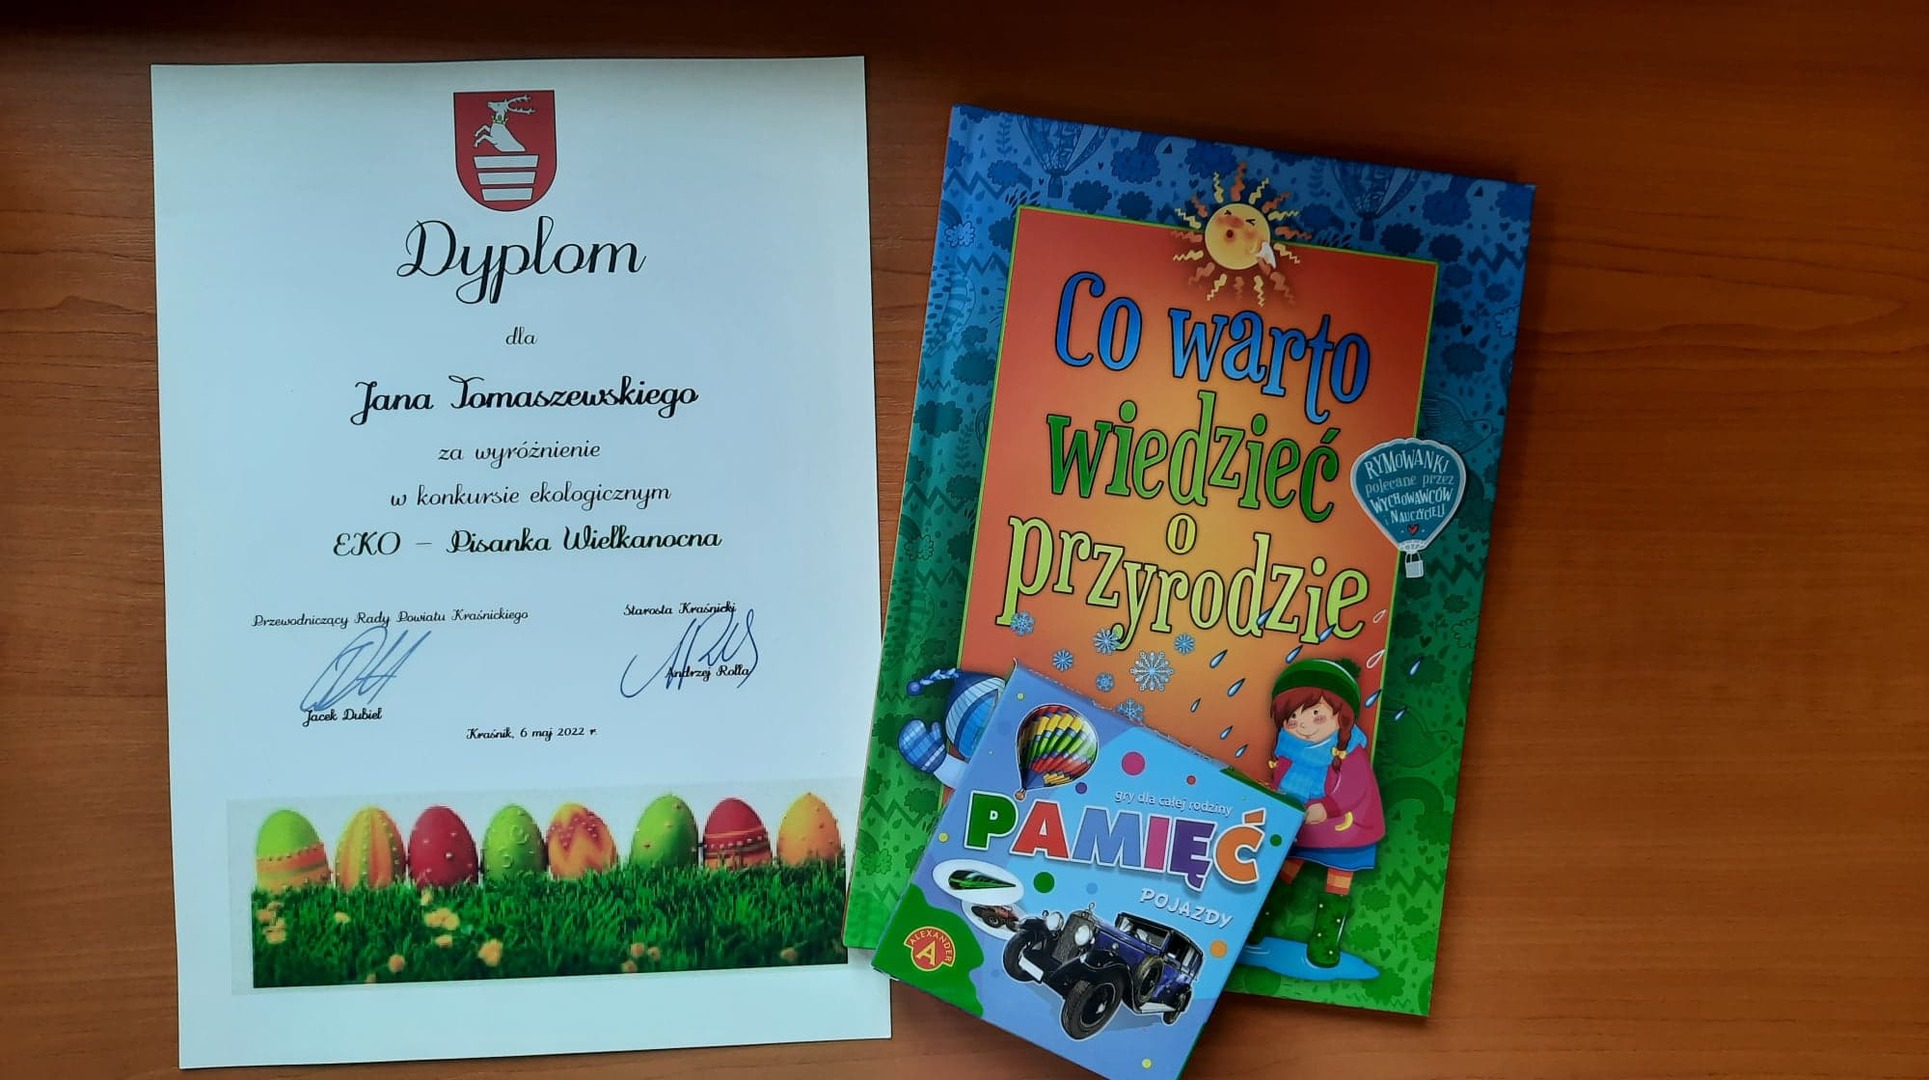 Dyplom
dla
Jana Tomaszewskiego
za wyróżnienie
w konkursie ekologicznym
EKO – Pisanka Wielkanocna
Przewodniczący Rady Powiatu Kraśnickiego
Starosta Kraśnicki
Jacek Dubiel
Andrzej Rolla
Kraśnik, 6 maj 2022 r.
Co warto
wiedzieć
o
przyrodzie
RYMOWANKI
polecane przez
WYCHOWAWCÓW
i NAUCZYCIELI
gry dla całej rodziny
PAMIĘĆ
POJAZDY
ALEXANDER
A